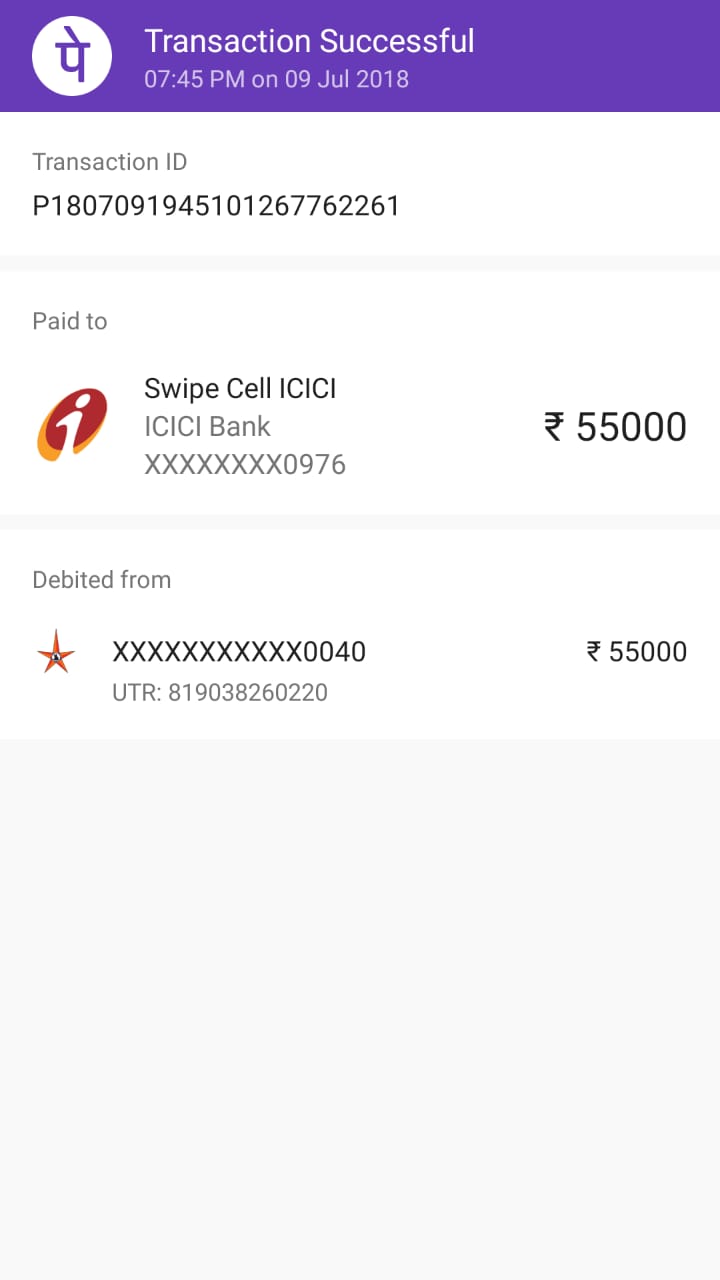 पे
Transaction Successful
07:45 PM on 09 Jul 2018
Transaction ID
P1807091945101267762261
Paid to
Swipe Cell ICICI
ICICI Bank
XXXXXXXX0976
₹ 55000
Debited from
XXXXXXXXXXX0040
₹ 55000
UTR: 819038260220